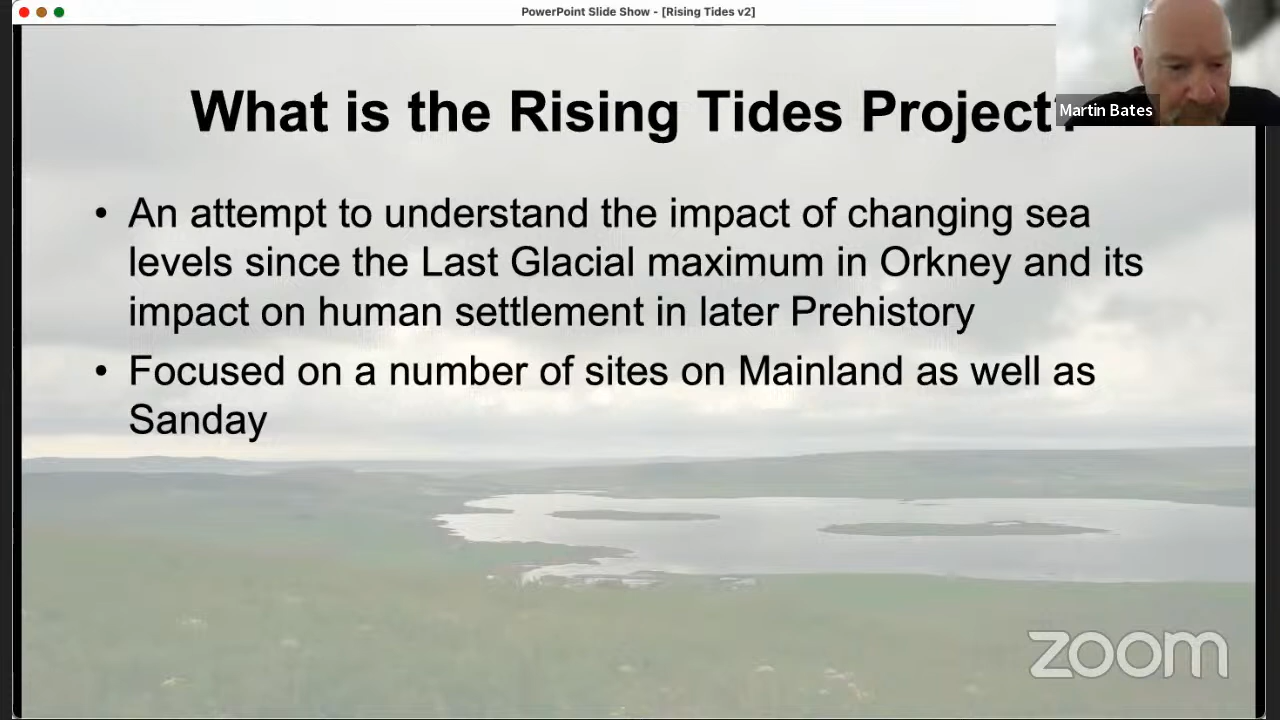 PowerPoint Slide Show - [Rising Tides v2]
What is the Rising Tides Project?
Martin Bates
• An attempt to understand the impact of changing sea
levels since the Last Glacial maximum in Orkney and its
impact on human settlement in later Prehistory
• Focused on a number of sites on Mainland as well as
Sanday
zoom